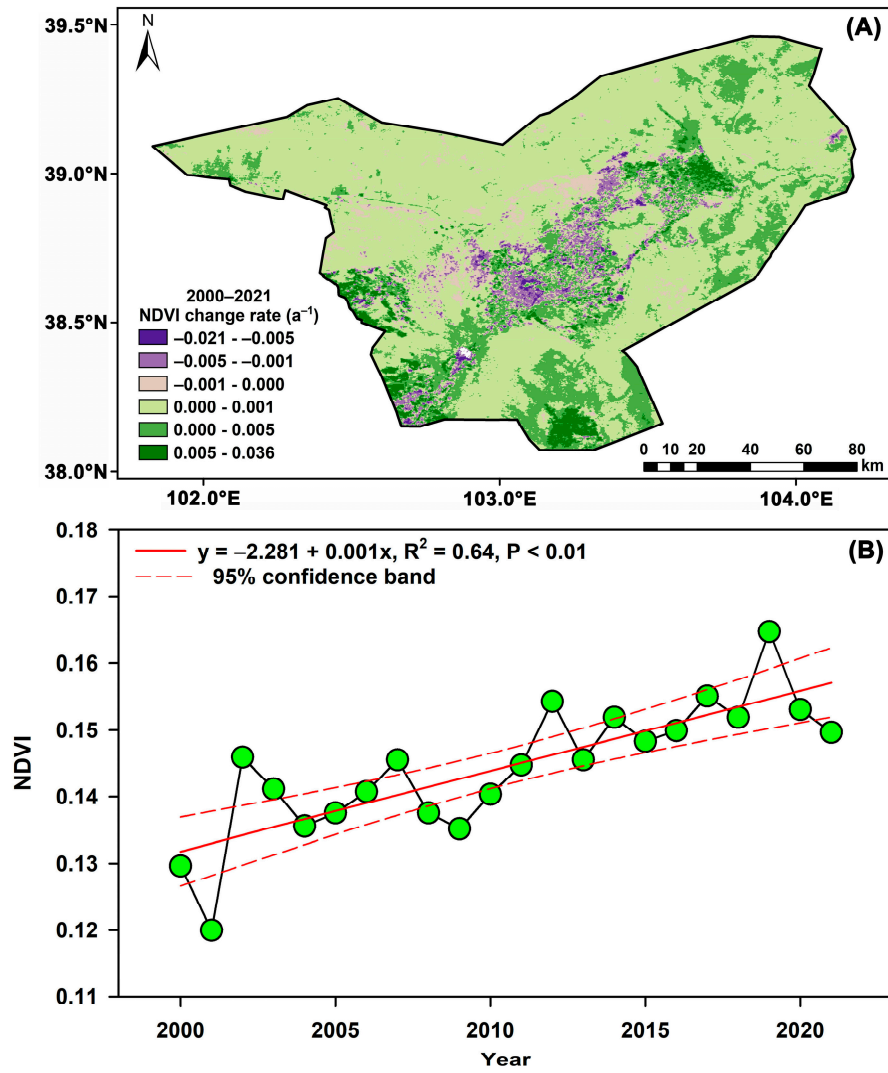 39.5°N
(A)
N
39.0°N
38.5°N
38.0°N
2000–2021
NDVI change rate (a⁻¹)
−0.021 - −0.005
−0.005 - −0.001
−0.001 - 0.000
0.000 - 0.001
0.000 - 0.005
0.005 - 0.036
0 10 20 40 60 80
km
102.0°E 103.0°E 104.0°E
(B)
y = −2.281 + 0.001x, R² = 0.64, P < 0.01
95% confidence band
0.18
0.17
0.16
0.15
0.14
0.13
0.12
0.11
NDVI
2000 2005 2010 2015 2020
Year